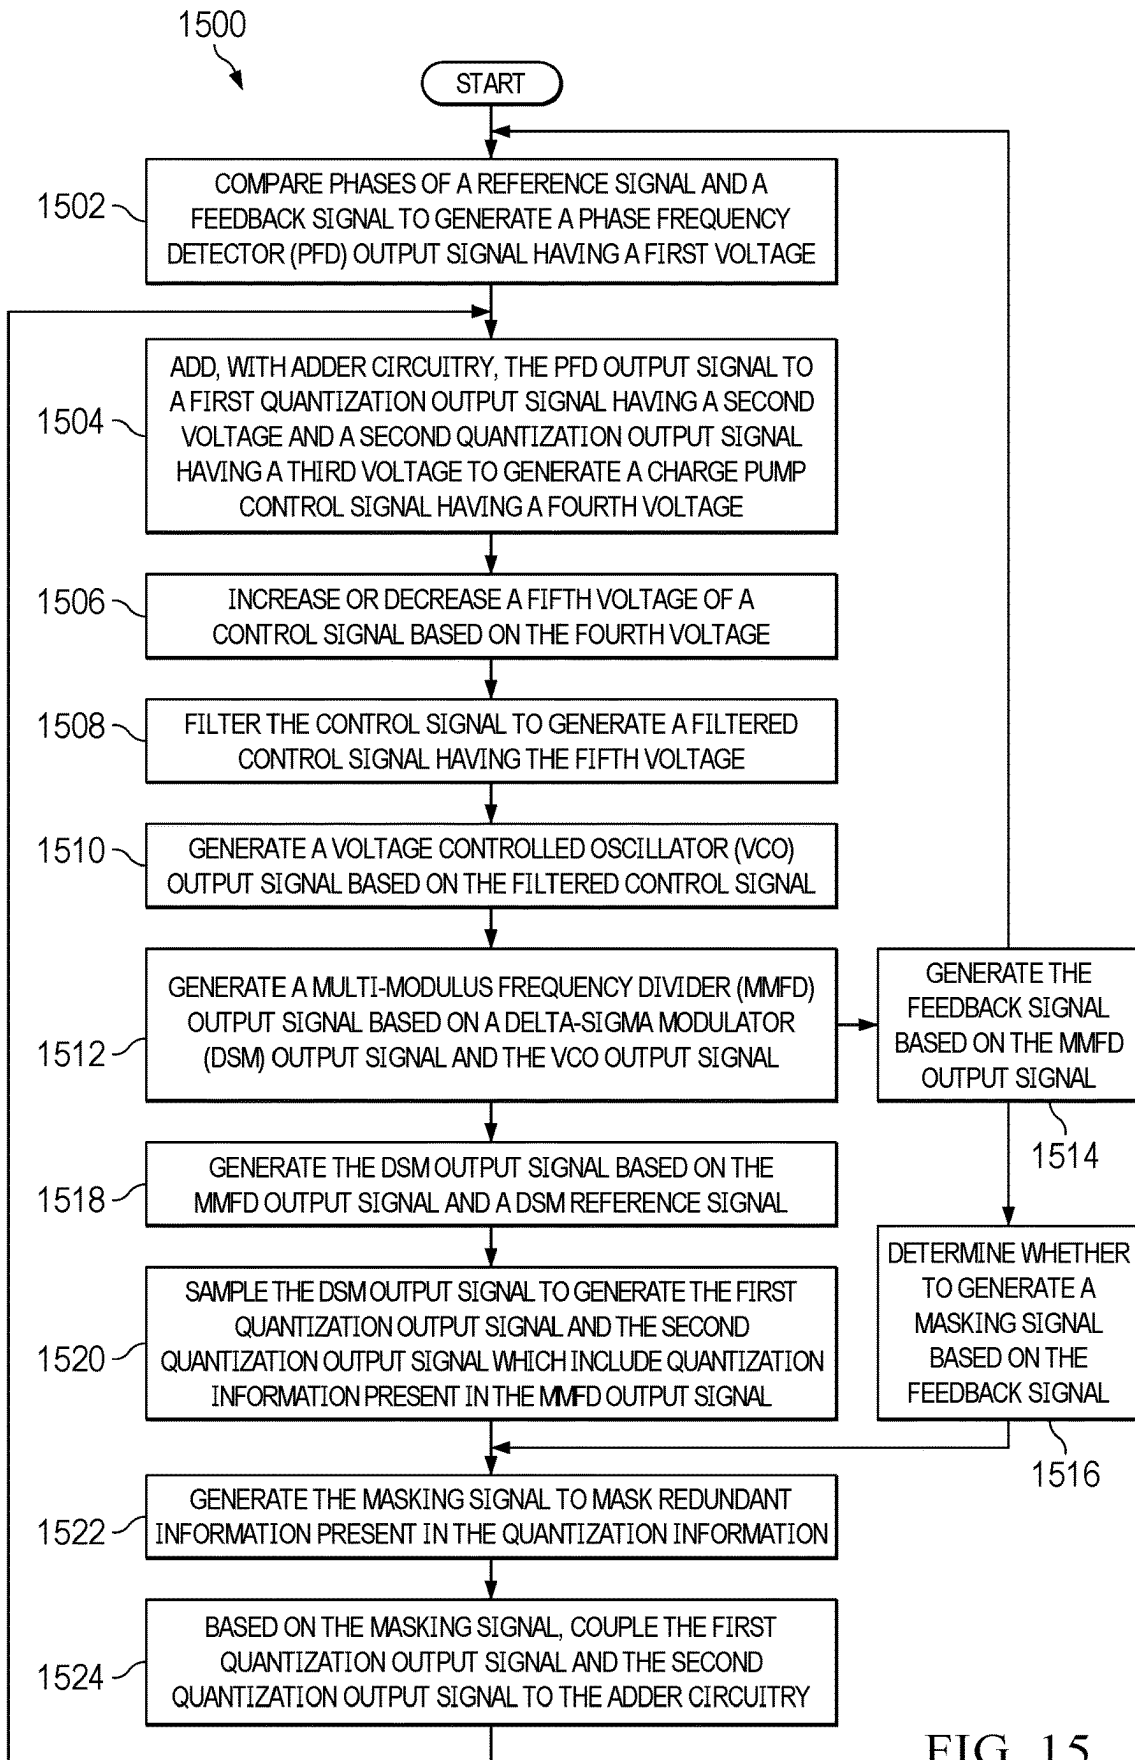 1500
START
1502
COMPARE PHASES OF A REFERENCE SIGNAL AND A
FEEDBACK SIGNAL TO GENERATE A PHASE FREQUENCY
DETECTOR (PFD) OUTPUT SIGNAL HAVING A FIRST VOLTAGE
1504
ADD, WITH ADDER CIRCUITRY, THE PFD OUTPUT SIGNAL TO
A FIRST QUANTIZATION OUTPUT SIGNAL HAVING A SECOND
VOLTAGE AND A SECOND QUANTIZATION OUTPUT SIGNAL
HAVING A THIRD VOLTAGE TO GENERATE A CHARGE PUMP
CONTROL SIGNAL HAVING A FOURTH VOLTAGE
1506
INCREASE OR DECREASE A FIFTH VOLTAGE OF A
CONTROL SIGNAL BASED ON THE FOURTH VOLTAGE
1508
FILTER THE CONTROL SIGNAL TO GENERATE A FILTERED
CONTROL SIGNAL HAVING THE FIFTH VOLTAGE
1510
GENERATE A VOLTAGE CONTROLLED OSCILLATOR (VCO)
OUTPUT SIGNAL BASED ON THE FILTERED CONTROL SIGNAL
1512
GENERATE A MULTI-MODULUS FREQUENCY DIVIDER (MMFD)
OUTPUT SIGNAL BASED ON A DELTA-SIGMA MODULATOR
(DSM) OUTPUT SIGNAL AND THE VCO OUTPUT SIGNAL
GENERATE THE
FEEDBACK SIGNAL
BASED ON THE MMFD
OUTPUT SIGNAL
1514
1518
GENERATE THE DSM OUTPUT SIGNAL BASED ON THE
MMFD OUTPUT SIGNAL AND A DSM REFERENCE SIGNAL
DETERMINE WHETHER
TO GENERATE A
MASKING SIGNAL
BASED ON THE
FEEDBACK SIGNAL
1516
1520
SAMPLE THE DSM OUTPUT SIGNAL TO GENERATE THE FIRST
QUANTIZATION OUTPUT SIGNAL AND THE SECOND
QUANTIZATION OUTPUT SIGNAL WHICH INCLUDE QUANTIZATION
INFORMATION PRESENT IN THE MMFD OUTPUT SIGNAL
1522
GENERATE THE MASKING SIGNAL TO MASK REDUNDANT
INFORMATION PRESENT IN THE QUANTIZATION INFORMATION
1524
BASED ON THE MASKING SIGNAL, COUPLE THE FIRST
QUANTIZATION OUTPUT SIGNAL AND THE SECOND
QUANTIZATION OUTPUT SIGNAL TO THE ADDER CIRCUITRY
FIG. 15